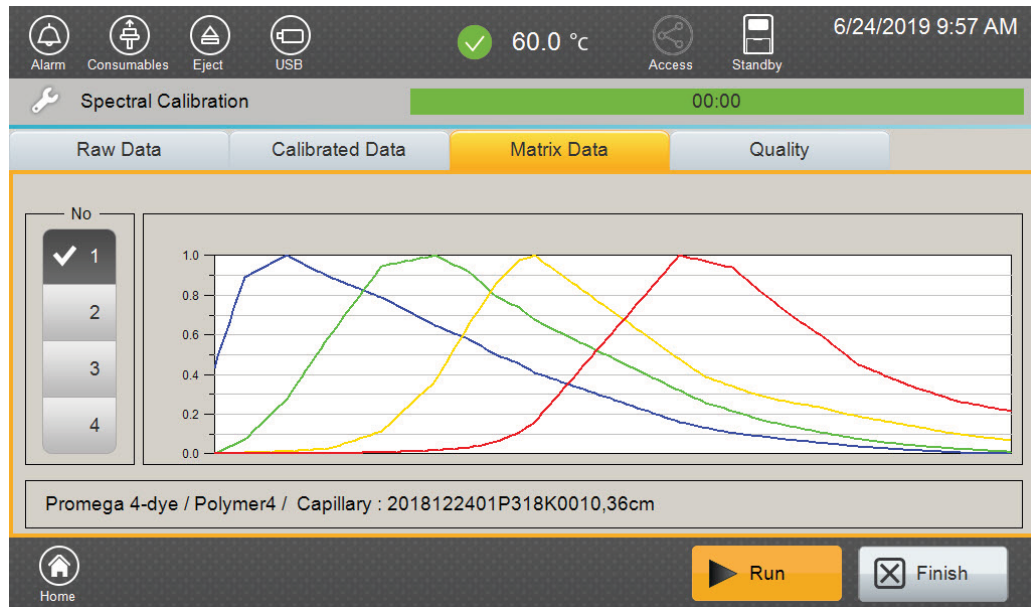 6/24/2019 9:57 AM
60.0 °c
Alarm Consumables Eject USB Access Standby
Spectral Calibration 00:00
Raw Data Calibrated Data Matrix Data Quality
No
1
2
3
4
1.0
0.8
0.6
0.4
0.2
0.0
Promega 4-dye / Polymer4 / Capillary : 2018122401P318K0010,36cm
Home
Run
Finish